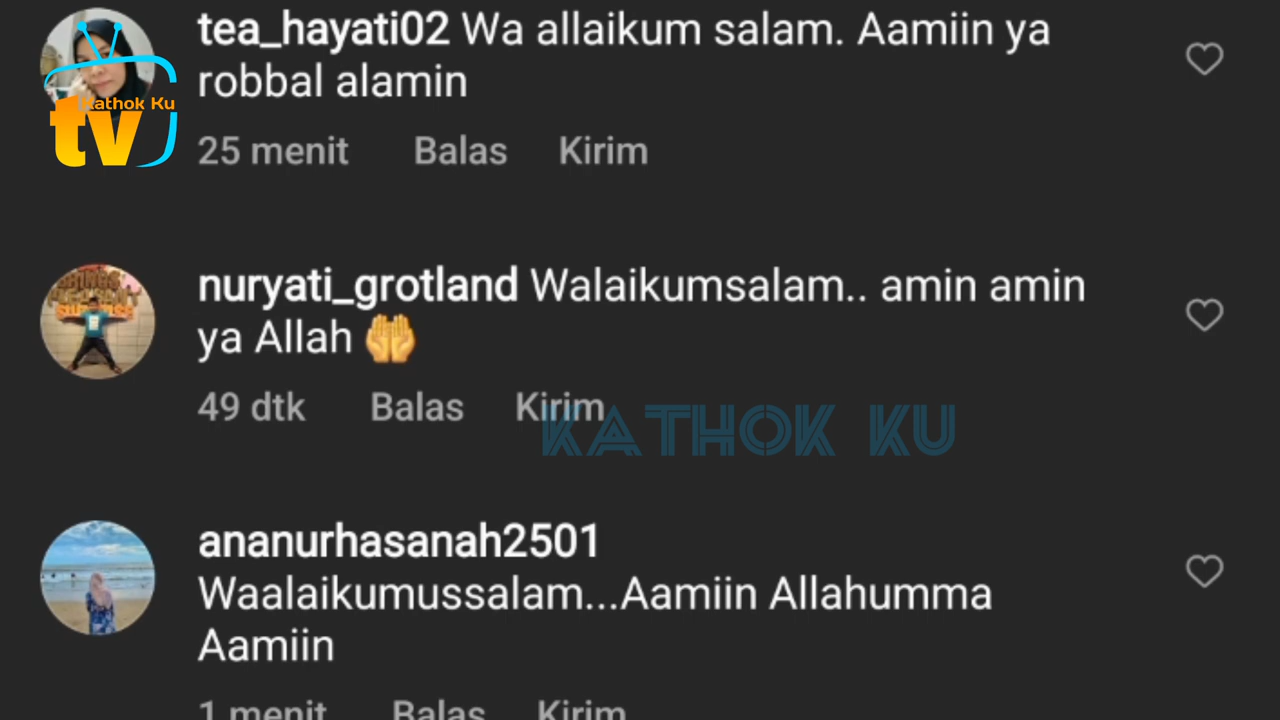 tea_hayati02 Wa allaikum salam. Aamiin ya
robbal alamin
Kathok Ku
tv
25 menit Balas Kirim
nuryati_grotland Walaikumsalam.. amin amin
ya Allah 🤲
49 dtk Balas Kirim
KATHOK KU
ananurhasanah2501
Waalaikumussalam...Aamiin Allahumma
Aamiin
1 menit Balas Kirim